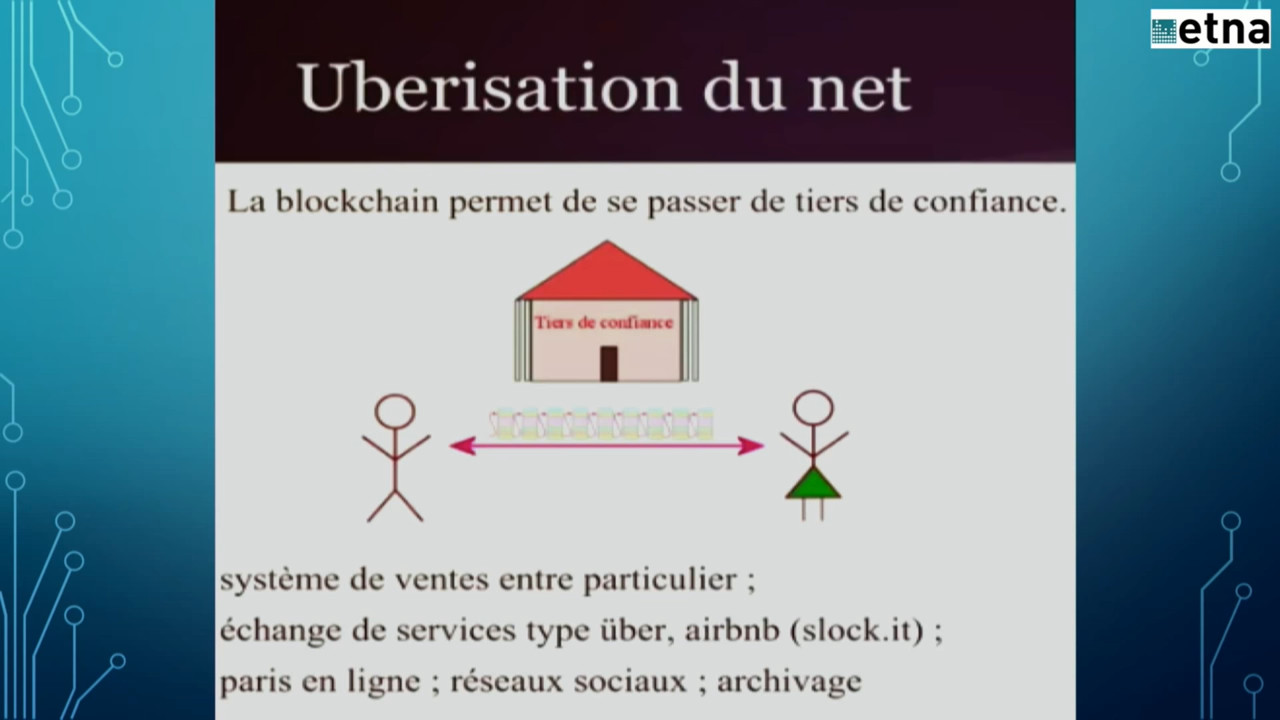 etna
Uberisation du net
La blockchain permet de se passer de tiers de confiance.
Tiers de confiance
système de ventes entre particulier ;
échange de services type über, airbnb (slock.it) ;
paris en ligne ; réseaux sociaux ; archivage